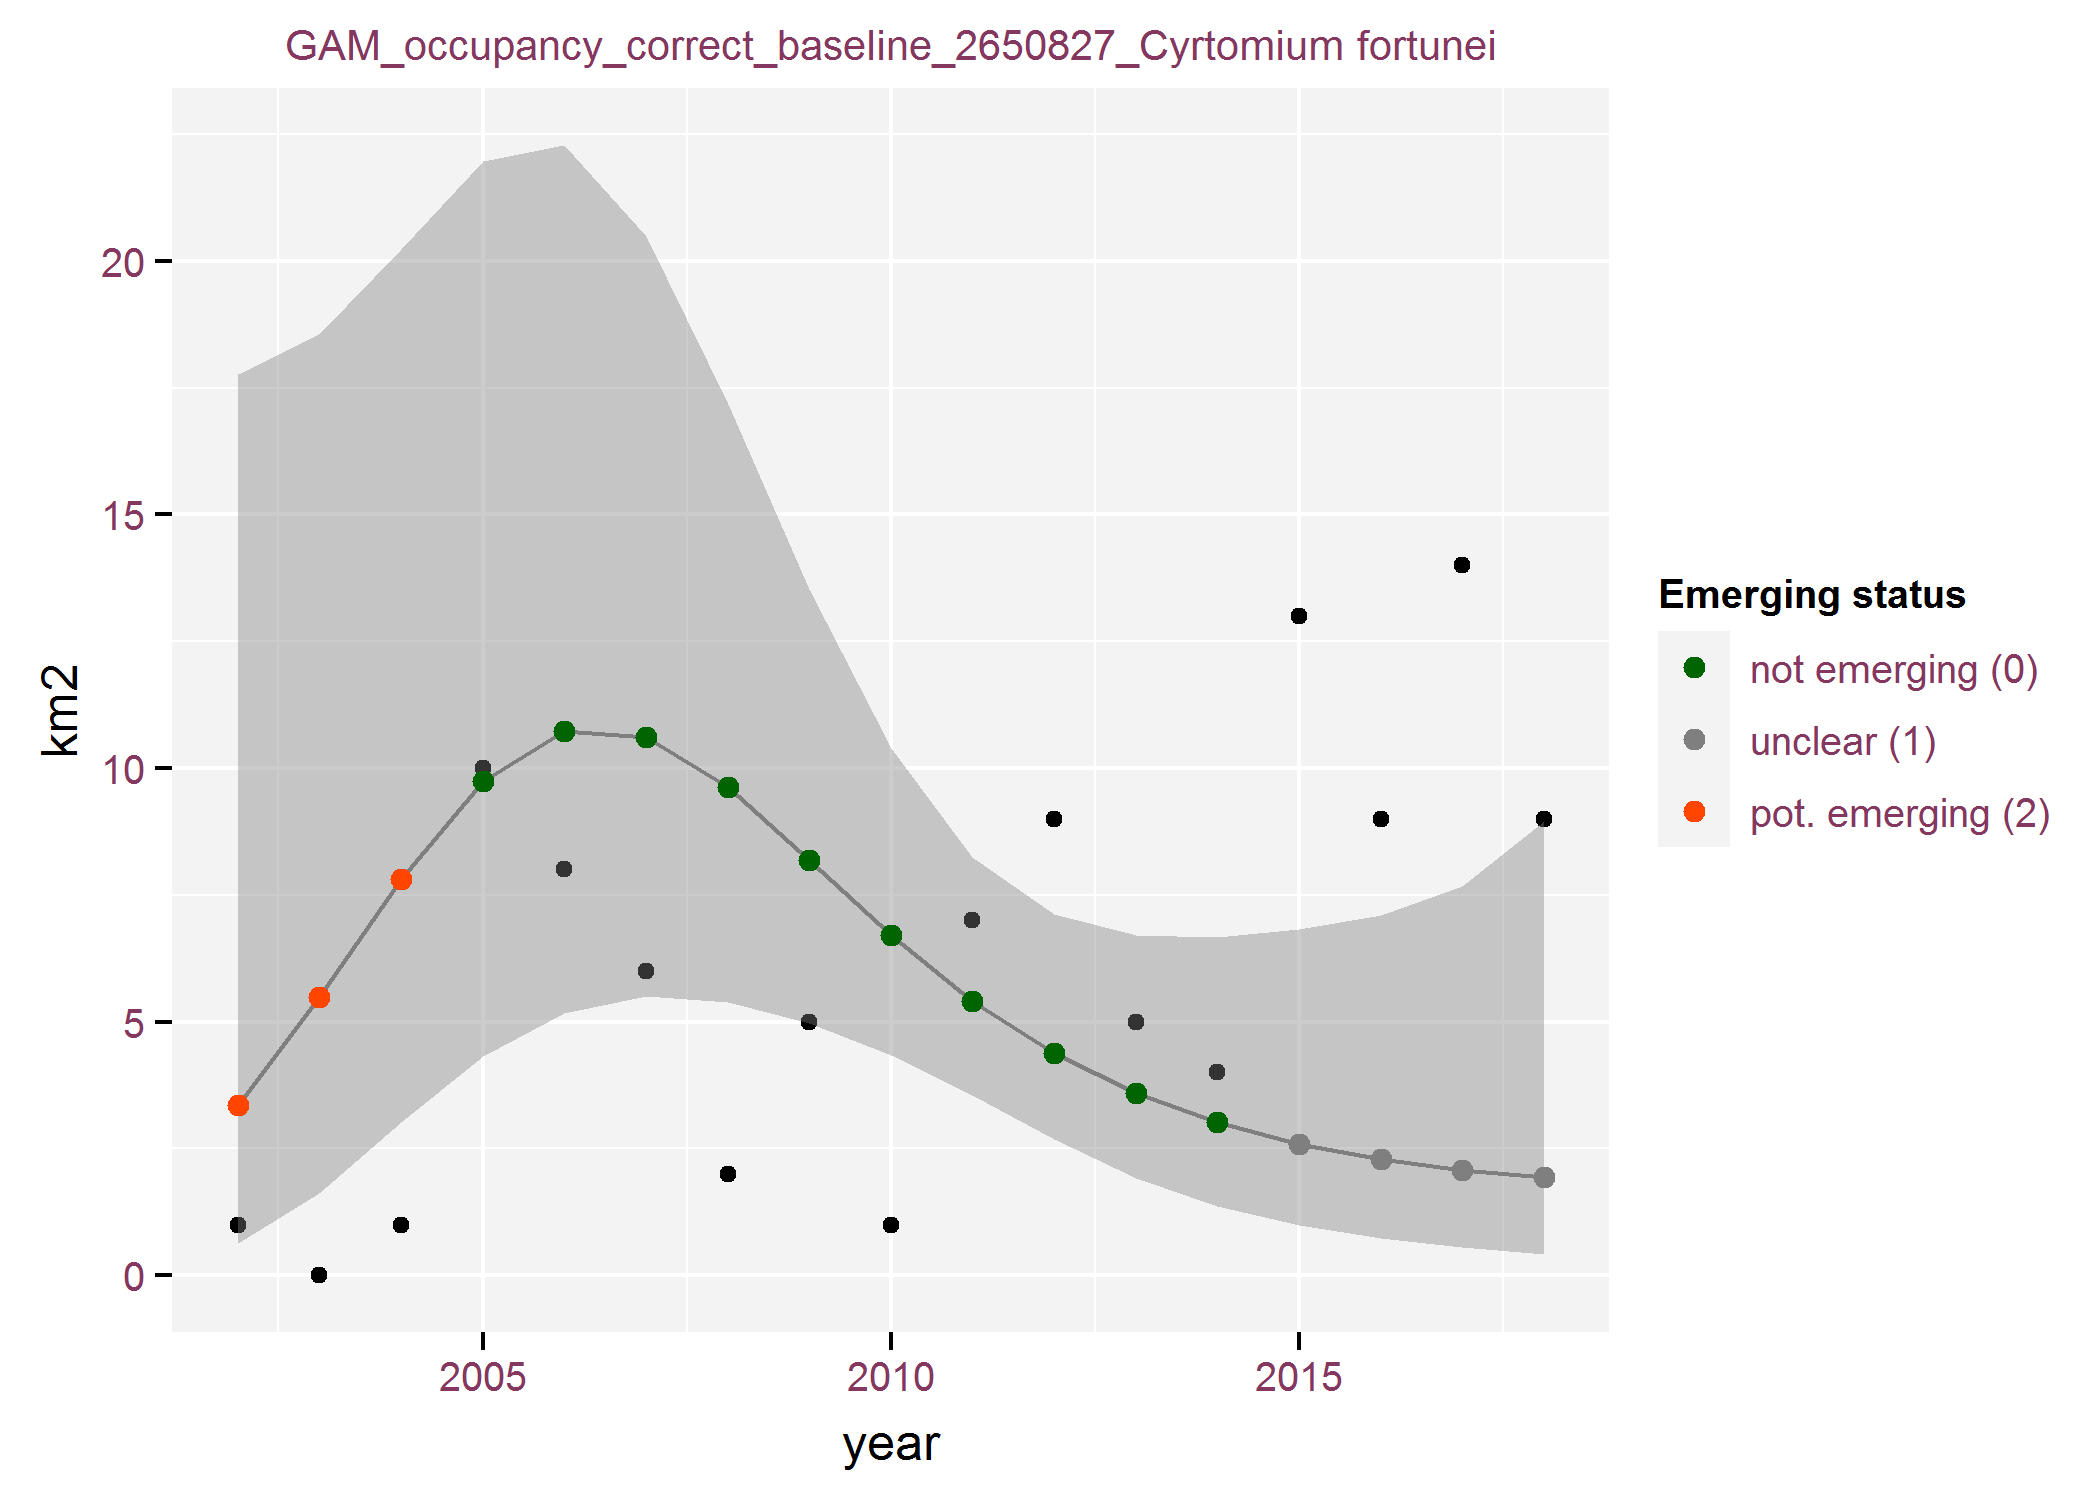 GAM_occupancy_correct_baseline_2650827_Cyrtomium fortunei
20
15
10
5
0
km2
2005 2010 2015
year
Emerging status
not emerging (0)
unclear (1)
pot. emerging (2)